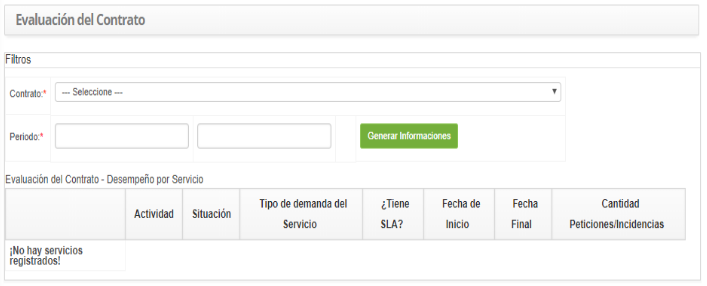 Evaluación del Contrato
Filtros
Contrato:*
--- Seleccione ---
Periodo:*
Generar Informaciones
Evaluación del Contrato - Desempeño por Servicio
Actividad
Situación
Tipo de demanda del
Servicio
¿Tiene
SLA?
Fecha de
Inicio
Fecha
Final
Cantidad
Peticiones/Incidencias
¡No hay servicios
registrados!